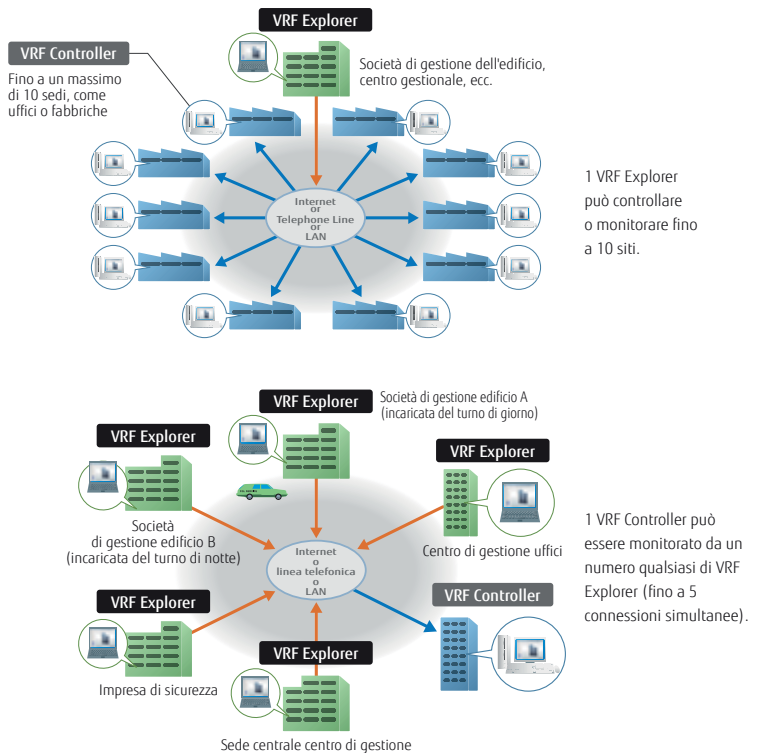 VRF Explorer
VRF Controller
Fino a un massimo
di 10 sedi, come
uffici o fabbriche
Società di gestione dell'edificio,
centro gestionale, ecc.
Internet
or
Telephone Line
or
LAN
1 VRF Explorer
può controllare
o monitorare fino
a 10 siti.
VRF Explorer
Società di gestione edificio A
(incaricata del turno di giorno)
VRF Explorer
Società
di gestione edificio B
(incaricata del turno di notte)
VRF Explorer
Centro di gestione uffici
Internet
o
linea telefonica
o
LAN
VRF Explorer
Impresa di sicurezza
VRF Controller
VRF Explorer
Sede centrale centro di gestione
1 VRF Controller può
essere monitorato da un
numero qualsiasi di VRF
Explorer (fino a 5
connessioni simultanee).